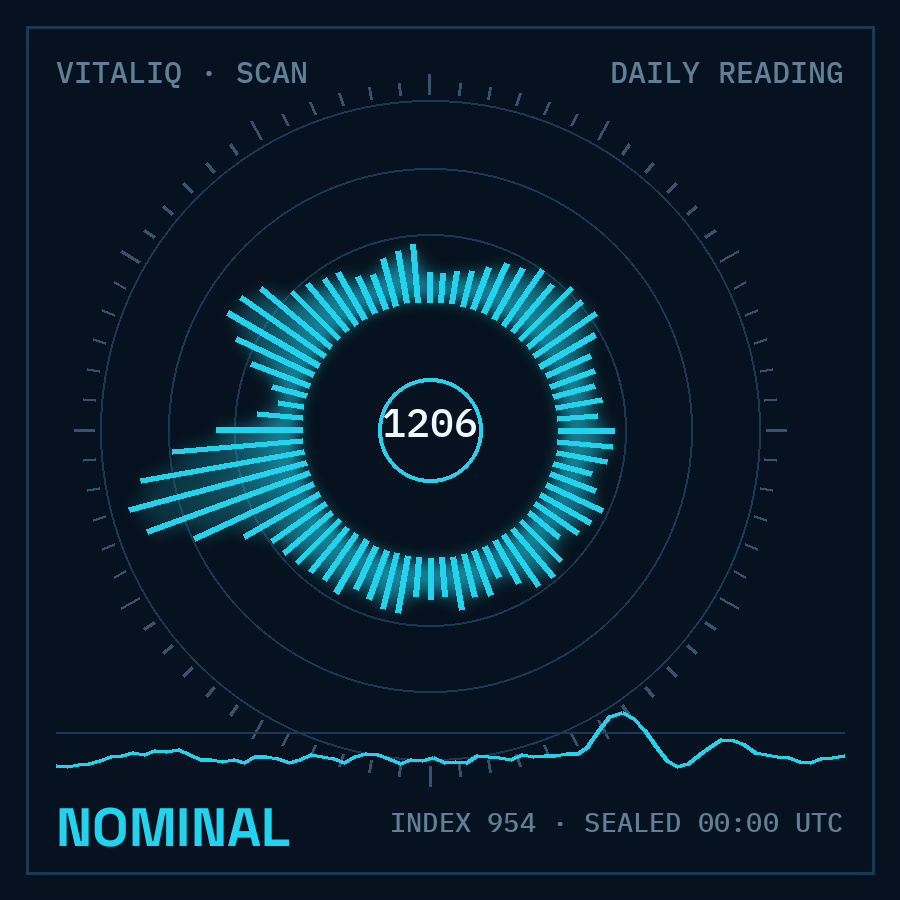 VITALIQ · SCAN
DAILY READING
1206
NOMINAL
INDEX 954 · SEALED 00:00 UTC